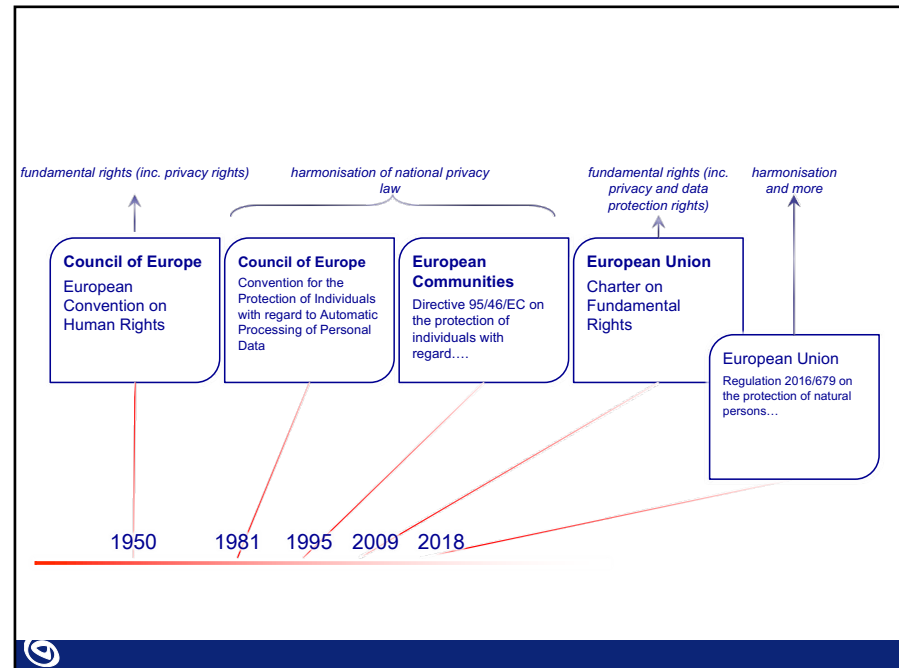 fundamental rights (inc. privacy rights)
harmonisation of national privacy
law
fundamental rights (inc.
privacy and data
protection rights)
harmonisation
and more
Council of Europe
European
Convention on
Human Rights
Council of Europe
Convention for the
Protection of Individuals
with regard to Automatic
Processing of Personal
Data
European
Communities
Directive 95/46/EC on
the protection of
individuals with
regard….
European Union
Charter on
Fundamental
Rights
European Union
Regulation 2016/679 on
the protection of natural
persons…
1950
1981
1995
2009
2018